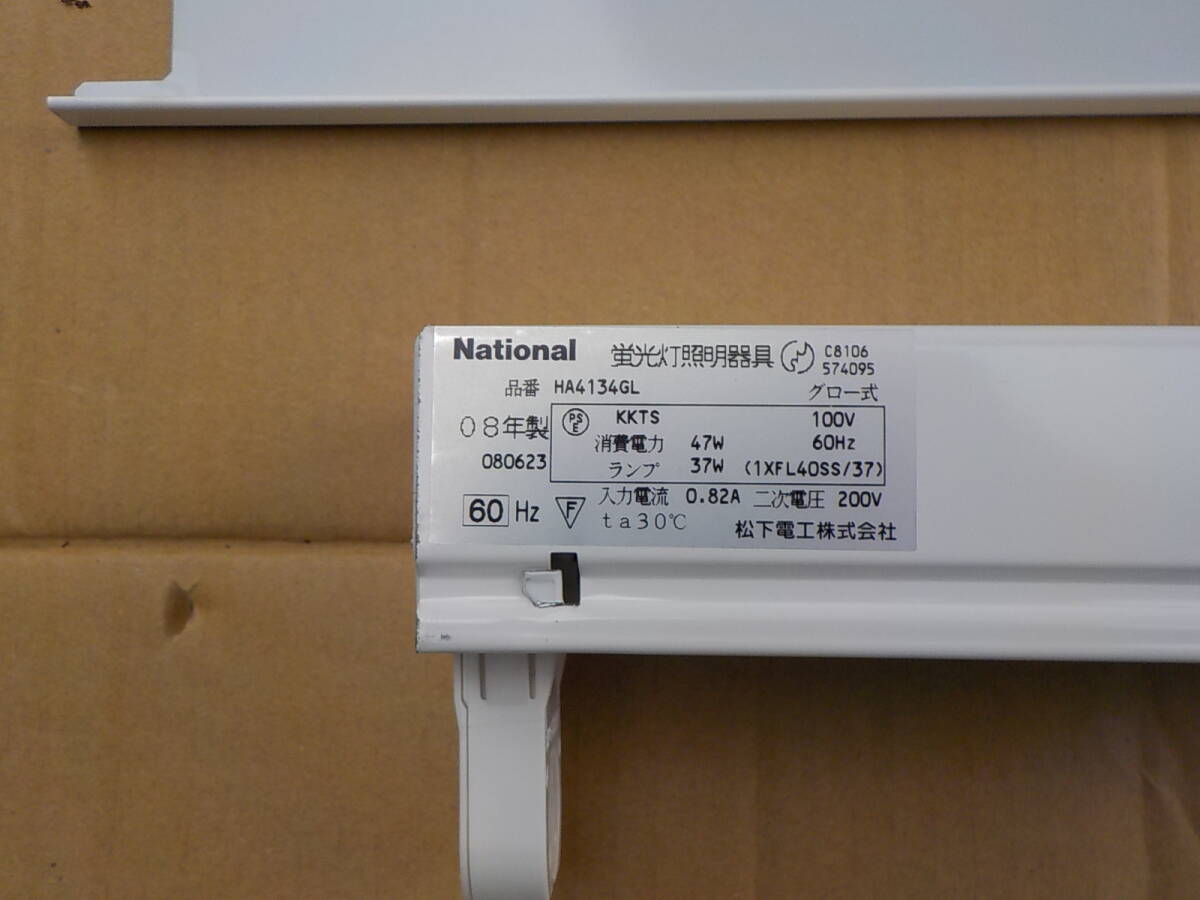 National 蛍光灯照明器具 C8106
574095
品番 HA4134GL グロー式
08年製 PSE KKTS 100V
消費電力 47W 60Hz
080623 ランプ 37W (1XFL40SS/37)
60 Hz F 入力電流 0.82A 二次電圧 200V
ta30℃ 松下電工株式会社